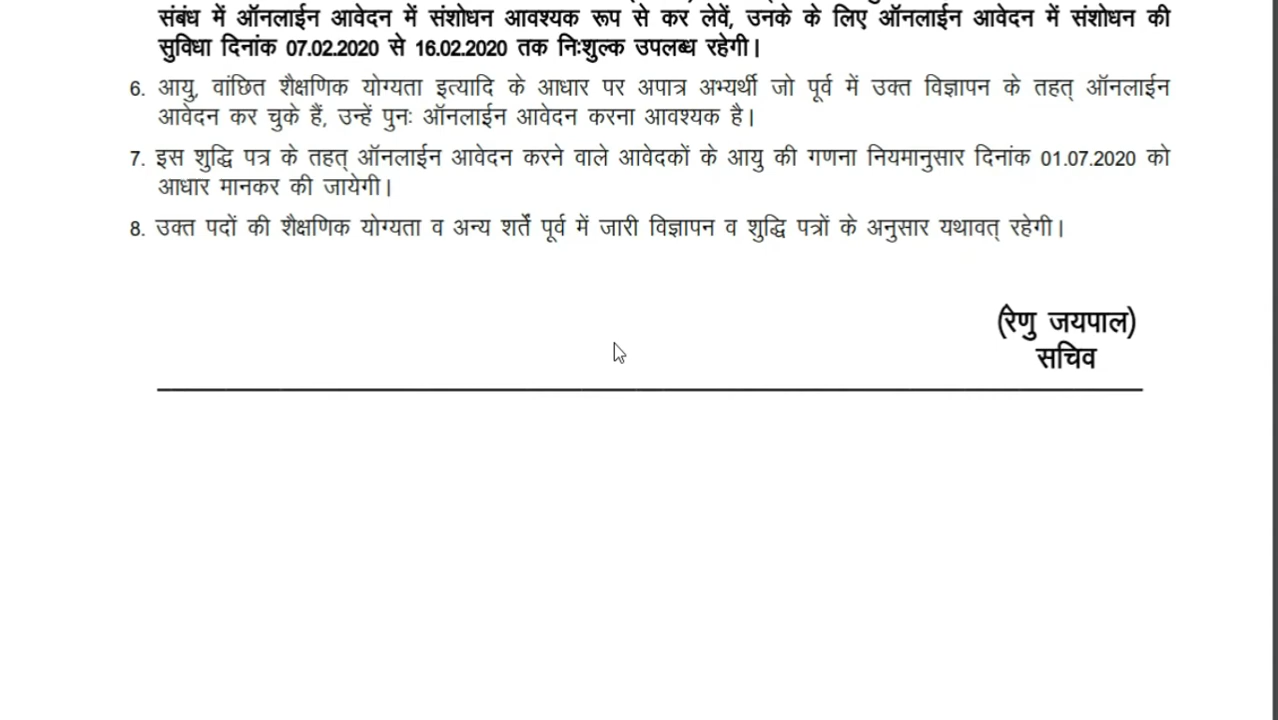 संबंध में ऑनलाईन आवेदन में संशोधन आवश्यक रूप से कर लेवें, उनके के लिए ऑनलाईन आवेदन में संशोधन की
सुविधा दिनांक 07.02.2020 से 16.02.2020 तक निःशुल्क उपलब्ध रहेगी।
6. आयु, वांछित शैक्षणिक योग्यता इत्यादि के आधार पर अपात्र अभ्यर्थी जो पूर्व में उक्त विज्ञापन के तहत् ऑनलाईन
आवेदन कर चुके हैं, उन्हें पुनः ऑनलाईन आवेदन करना आवश्यक है।
7. इस शुद्धि पत्र के तहत् ऑनलाईन आवेदन करने वाले आवेदकों के आयु की गणना नियमानुसार दिनांक 01.07.2020 को
आधार मानकर की जायेगी।
8. उक्त पदों की शैक्षणिक योग्यता व अन्य शर्तें पूर्व में जारी विज्ञापन व शुद्धि पत्रों के अनुसार यथावत् रहेगी।
(रेणु जयपाल)
सचिव